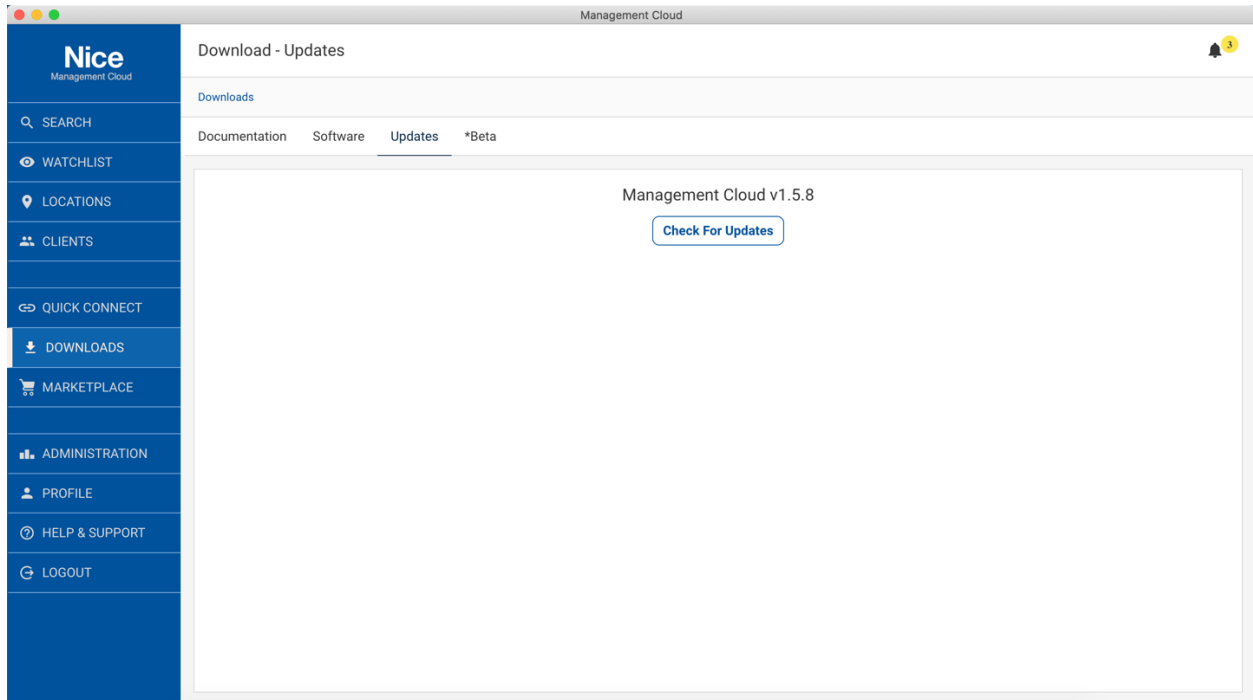 Management Cloud
Nice
Management Cloud
SEARCH
WATCHLIST
LOCATIONS
CLIENTS
QUICK CONNECT
DOWNLOADS
MARKETPLACE
ADMINISTRATION
PROFILE
HELP & SUPPORT
LOGOUT
Download - Updates
3
Downloads
Documentation Software Updates *Beta
Management Cloud v1.5.8
Check For Updates